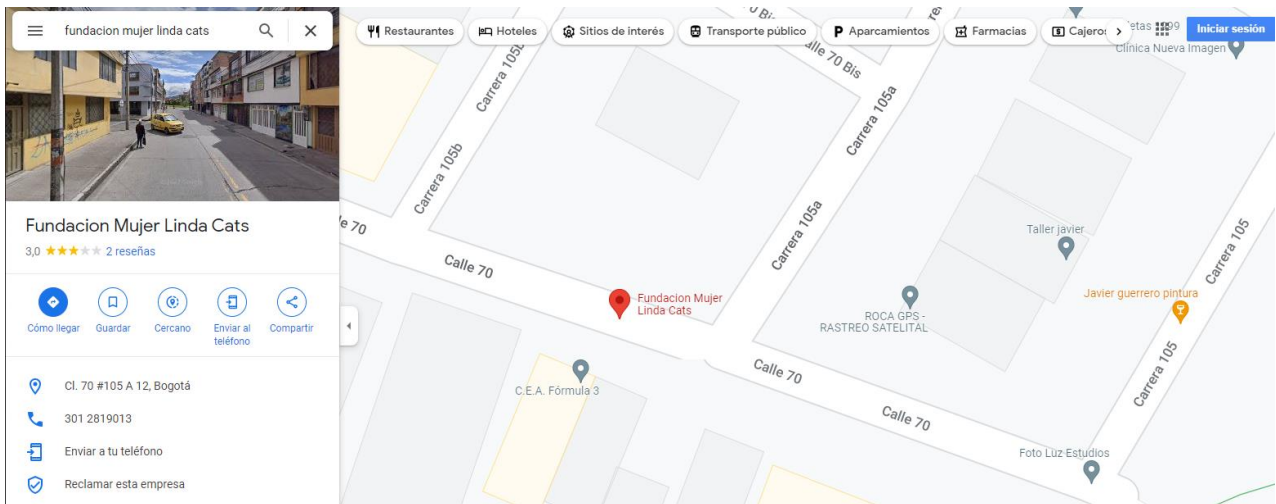 fundacion mujer linda cats
Restaurantes
Hoteles
Sitios de interés
Transporte público
Aparcamientos
Farmacias
Iniciar sesión
Clínica Nueva Imagen
Calle 70 Bis
Carrera 105b
Carrera 105a
Carrera 105b
Carrera 105a
Calle 70
Fundacion Mujer Linda Cats
3,0
2 reseñas
Cómo llegar
Guardar
Cercano
Enviar al
teléfono
Compartir
Cl. 70 #105 A 12, Bogotá
301 2819013
Enviar a tu teléfono
Reclamar esta empresa
Fundacion Mujer
Linda Cats
Taller javier
Carrera 105
Javier guerrero pintura
ROCA GPS -
RASTREO SATELITAL
C.E.A. Fórmula 3
Calle 70
Carrera 105
Calle 70
Foto Luz Estudios